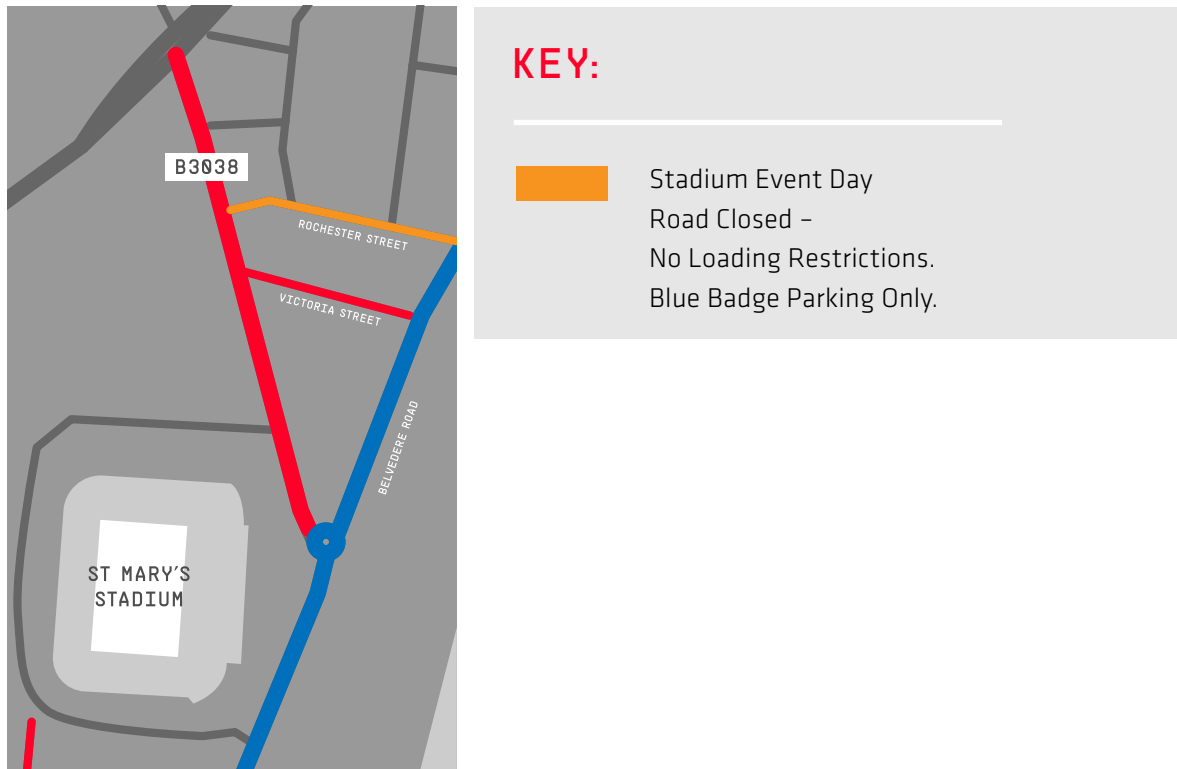 B3038
ROCHESTER STREET
VICTORIA STREET
BELVEDERE ROAD
ST MARY'S
STADIUM
KEY:
Stadium Event Day
Road Closed –
No Loading Restrictions.
Blue Badge Parking Only.